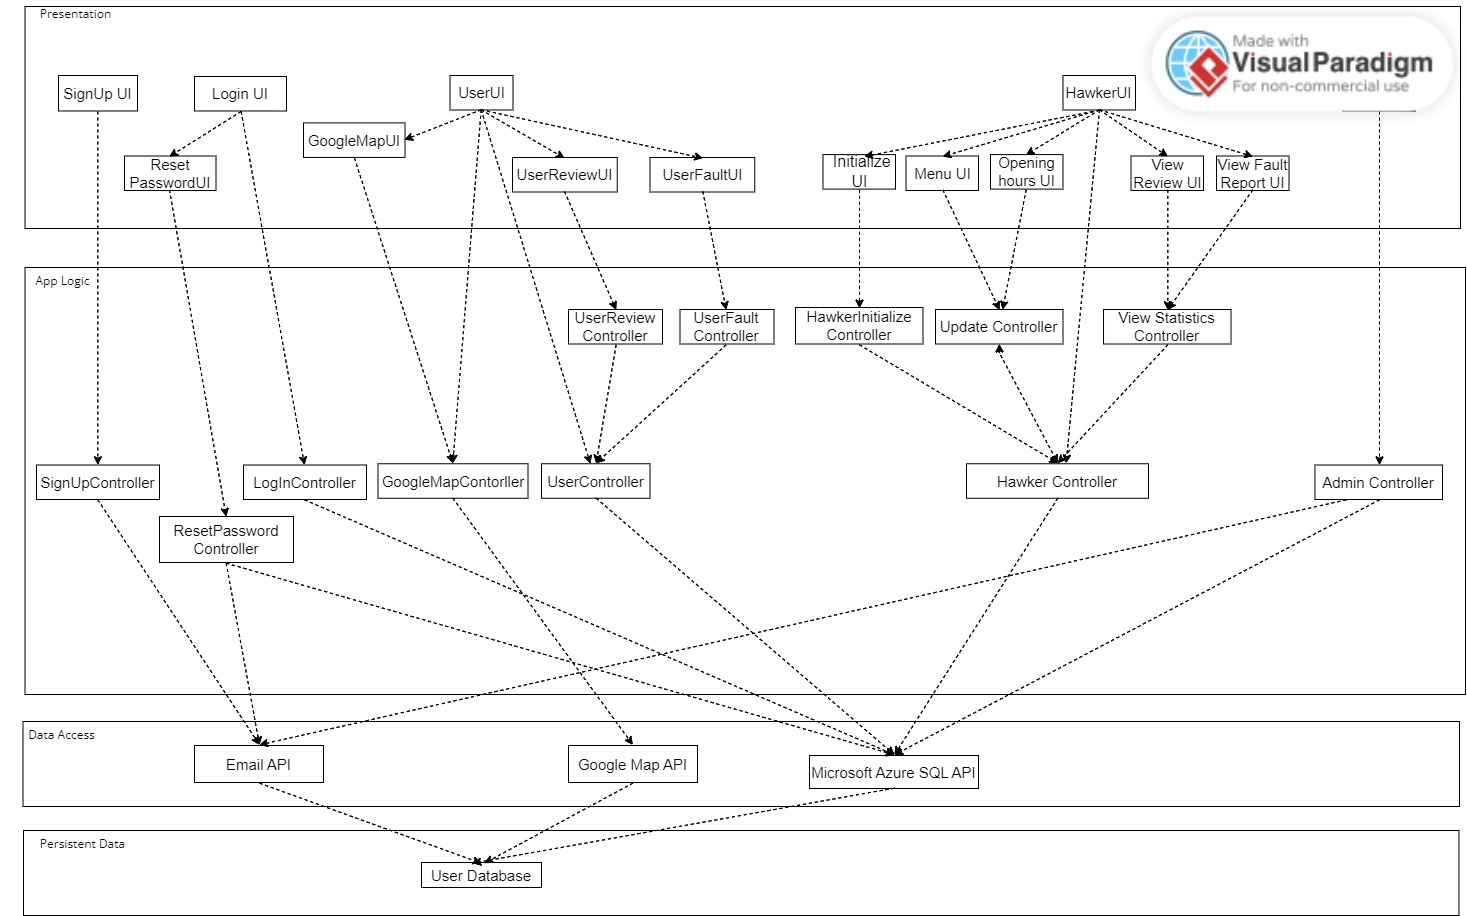 Presentation
Made with
Visual Paradigm
For non-commercial use
SignUp UI
Login UI
UserUI
HawkerUI
GoogleMapUI
Reset
PasswordUI
UserReviewUI
UserFaultUI
Initialize
UI
Menu UI
Opening
hours UI
View
Review UI
View Fault
Report UI
App Logic
UserReview
Controller
UserFault
Controller
HawkerInitialize
Controller
Update Controller
View Statistics
Controller
SignUpController
LogInController
GoogleMapContorller
UserController
Hawker Controller
Admin Controller
ResetPassword
Controller
Data Access
Email API
Google Map API
Microsoft Azure SQL API
Persistent Data
User Database